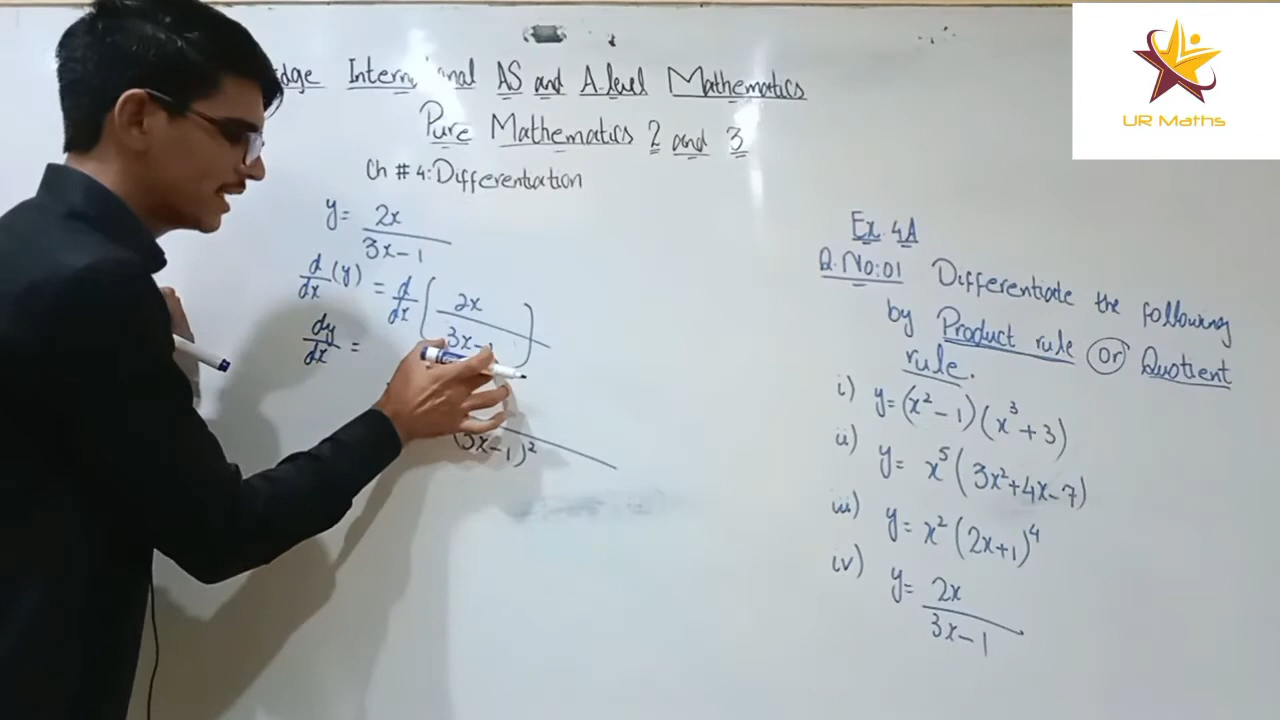 International AS and A-level Mathematics
Pure Mathematics 2 and 3
Ch # 4: Differentiation
y = 2x / 3x-1
d/dx (y) = d/dx ( 2x / 3x-
dy/dx =
(3x-1)²
Ex. 4A
Q.No:01 Differentiate the following
by Product rule Or Quotient
rule.
i) y=(x²-1)(x³+3)
ii) y= x⁵(3x²+4x-7)
iii) y= x²(2x+1)⁴
iv) y= 2x / 3x-1
UR Maths